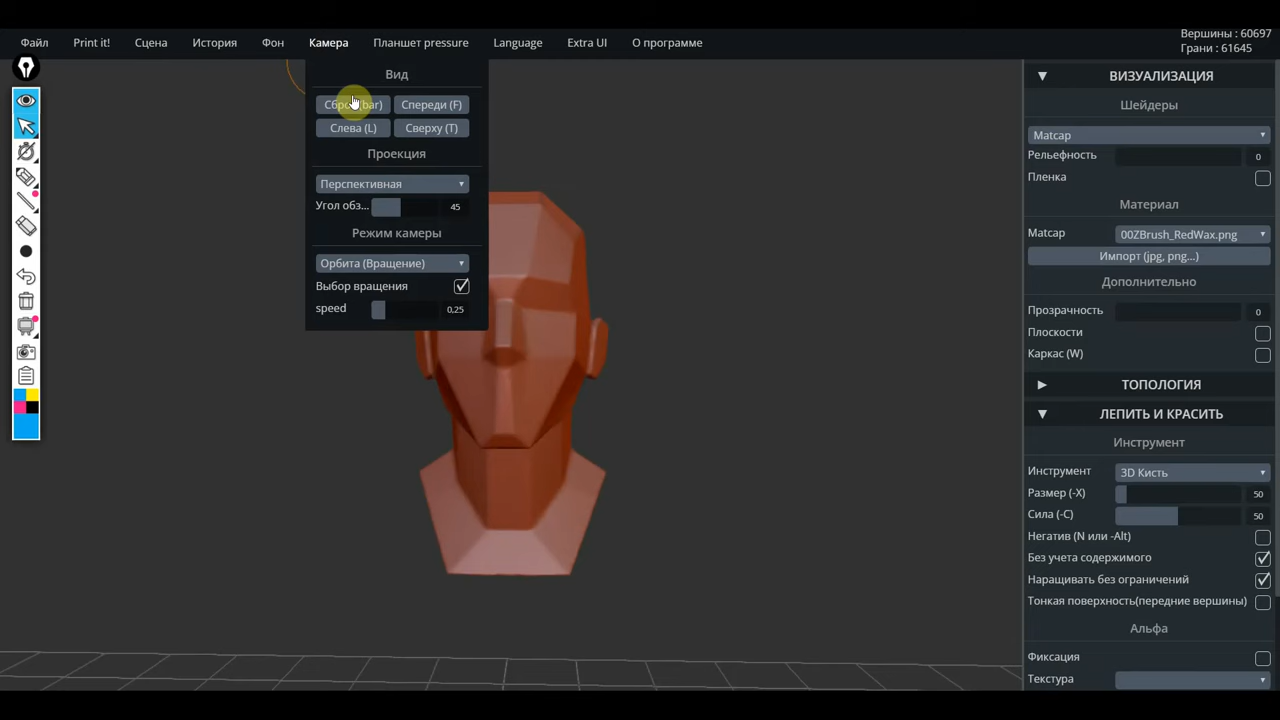 Файл Print it! Сцена История Фон Камера Планшет pressure Language Extra UI О программе
Вершины : 60697
Грани : 61645
Вид
bar) Спереди (F)
Слева (L) Сверху (T)
Проекция
Перспективная
Угол обз... 45
Режим камеры
Орбита (Вращение)
Выбор вращения
speed 0,25
ВИЗУАЛИЗАЦИЯ
Шейдеры
Matcap
Рельефность 0
Пленка
Материал
Matcap 00ZBrush_RedWax.png
Импорт (jpg, png...)
Дополнительно
Прозрачность 0
Плоскости
Каркас (W)
ТОПОЛОГИЯ
ЛЕПИТЬ И КРАСИТЬ
Инструмент
Инструмент 3D Кисть
Размер (-X) 50
Сила (-C) 50
Негатив (N или -Alt)
Без учета содержимого
Наращивать без ограничений
Тонкая поверхность(передние вершины)
Альфа
Фиксация
Текстура